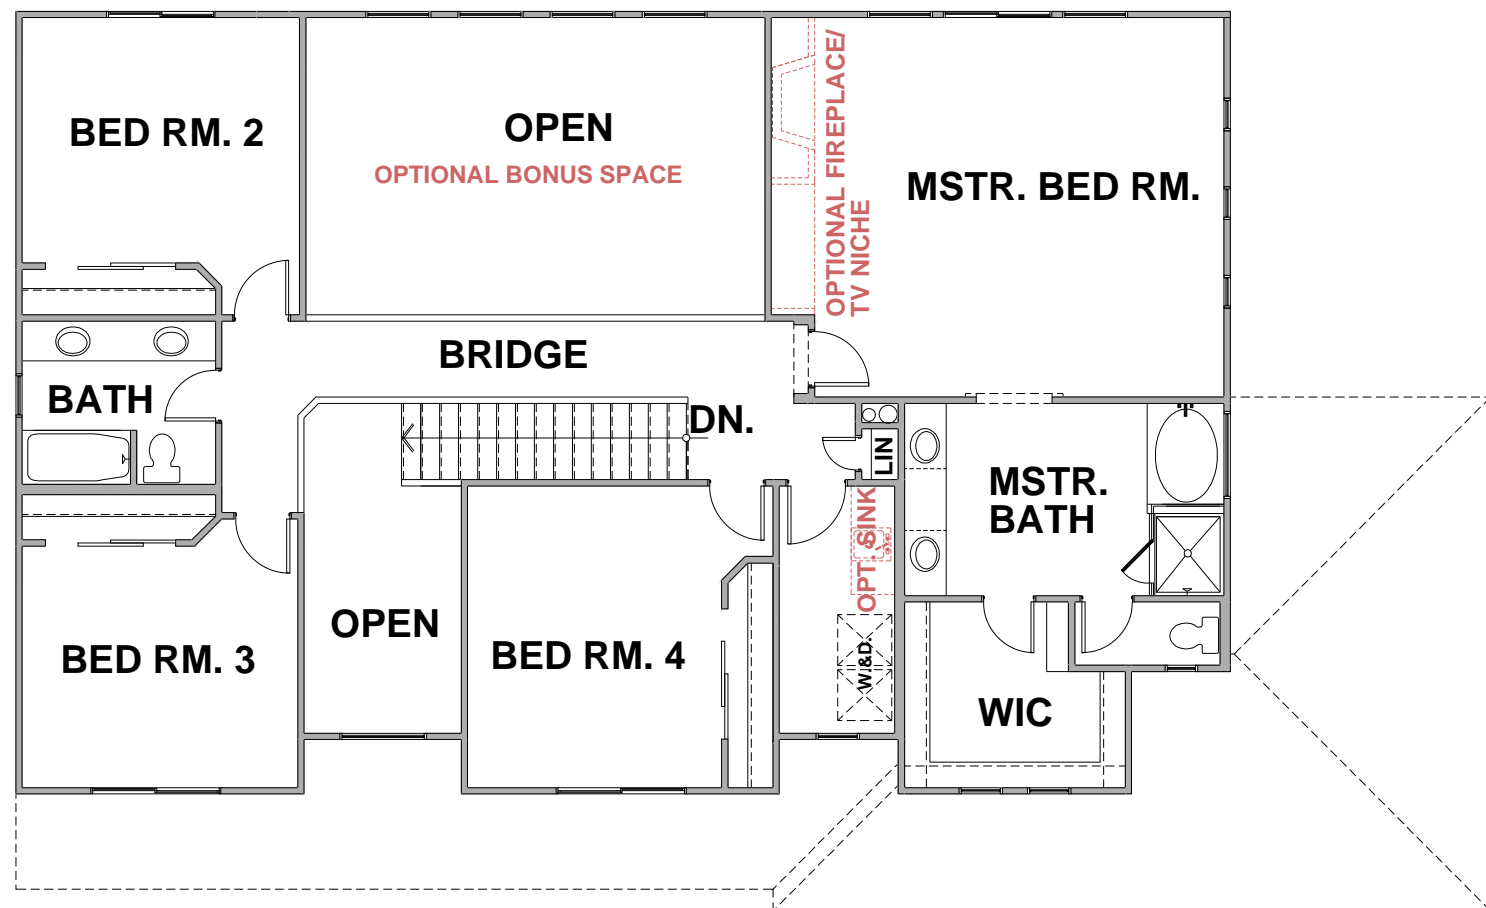 BED RM. 2
OPEN
OPTIONAL BONUS SPACE
OPTIONAL FIREPLACE/
TV NICHE
MSTR. BED RM.
BRIDGE
BATH
DN.
LIN
MSTR.
BATH
OPT. SINK
OPEN
BED RM. 3
BED RM. 4
W.&D.
WIC